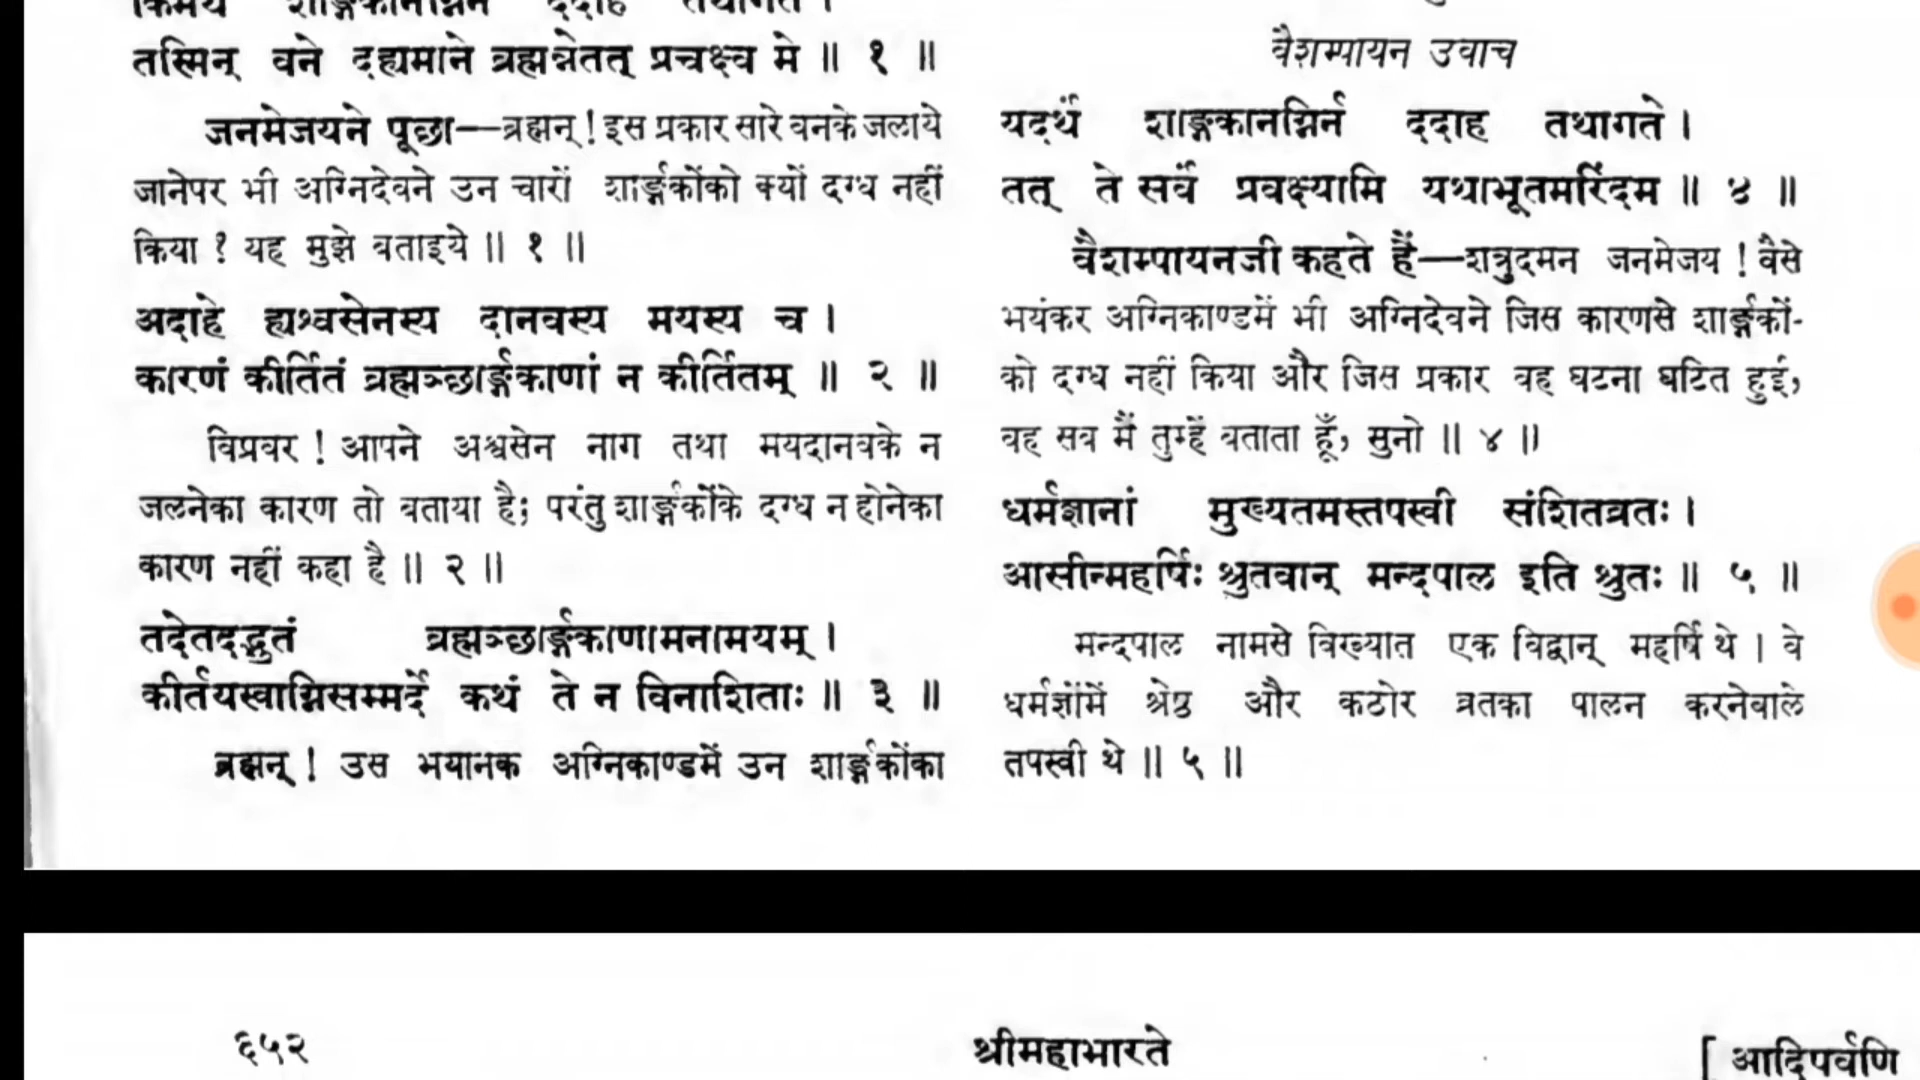 तस्मिन् वने दह्यमाने ब्रह्मन्नेतत् प्रचक्ष्व मे ॥ १ ॥
जनमेजयने पूछा—ब्रह्मन् ! इस प्रकार सारे वनके जलाये
जानेपर भी अग्निदेवने उन चारों शार्ङ्गकोंको क्यों दग्ध नहीं
किया ? यह मुझे बताइये ॥ १ ॥
अदाहे ह्यश्वसेनस्य दानवस्य मयस्य च ।
कारणं कीर्तितं ब्रह्मञ्छार्ङ्गकाणां न कीर्तितम् ॥ २ ॥
विप्रवर ! आपने अश्वसेन नाग तथा मयदानवके न
जलनेका कारण तो बताया है; परंतु शार्ङ्गकोंके दग्ध न होनेका
कारण नहीं कहा है ॥ २ ॥
तदेतदद्भुतं ब्रह्मञ्छार्ङ्गकाणामनामयम् ।
कीर्तयस्वाग्निसम्मर्दे कथं ते न विनाशिताः ॥ ३ ॥
ब्रह्मन् ! उस भयानक अग्निकाण्डमें उन शार्ङ्गकोंका
वैशम्पायन उवाच
यदर्थं शार्ङ्गकानग्निर्न ददाह तथागते ।
तत् ते सर्वं प्रवक्ष्यामि यथाभूतमरिंदम ॥ ४ ॥
वैशम्पायनजी कहते हैं—शत्रुदमन जनमेजय ! वैसे
भयंकर अग्निकाण्डमें भी अग्निदेवने जिस कारणसे शार्ङ्गकों-
को दग्ध नहीं किया और जिस प्रकार वह घटना घटित हुई,
वह सब मैं तुम्हें बताता हूँ, सुनो ॥ ४ ॥
धर्मज्ञानां मुख्यतमस्तपस्वी संशितव्रतः ।
आसीन्महर्षिः श्रुतवान् मन्दपाल इति श्रुतः ॥ ५ ॥
मन्दपाल नामसे विख्यात एक विद्वान् महर्षि थे । वे
धर्मज्ञोंमें श्रेष्ठ और कठोर व्रतका पालन करनेवाले
तपस्वी थे ॥ ५ ॥
६५२ श्रीमहाभारते [ आदिपर्वणि